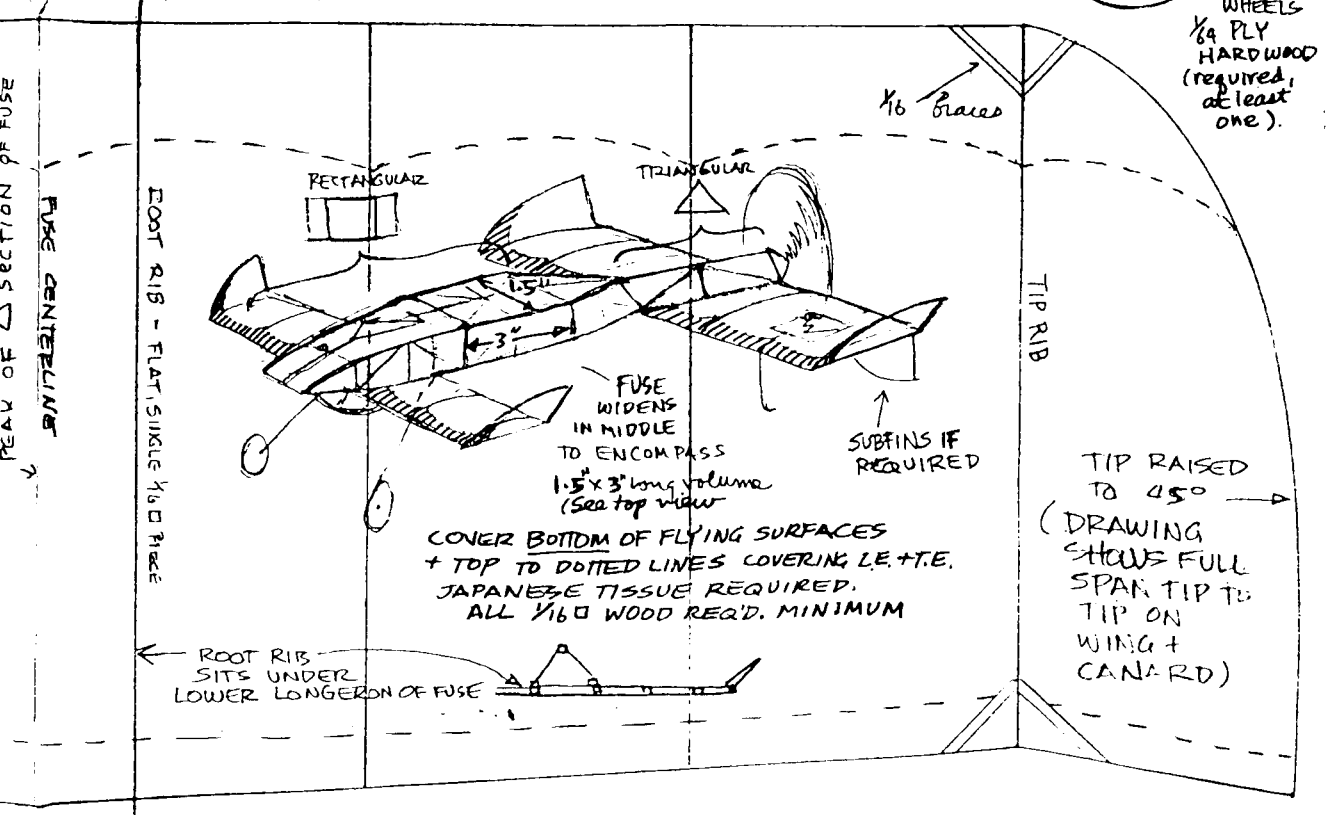 WHEELS
1/64 PLY
HARDWOOD
(required,
at least
one).
1/16 braces
PEAK OF △ SECTION OF FUSE
FUSE CENTERLINE
ROOT RIB - FLAT, SINGLE 1/16 □ PIECE
RECTANGULAR
TRIANGULAR
1.5"
3"
TIP RIB
FUSE
WIDENS
IN MIDDLE
TO ENCOMPASS
1.5" x 3" long volume
(See top view
SUBFINS IF
REQUIRED
TIP RAISED
TO 45°
(DRAWING
SHOWS FULL
SPAN TIP TO
TIP ON
WING +
CANARD)
COVER BOTTOM OF FLYING SURFACES
+ TOP TO DOTTED LINES COVERING L.E. + T.E.
JAPANESE TISSUE REQUIRED.
ALL 1/16 □ WOOD REQ'D. MINIMUM
ROOT RIB
SITS UNDER
LOWER LONGERON OF FUSE